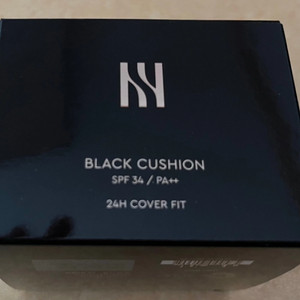 BLACK CUSHION
SPF 34 / PA++
24H COVER FIT